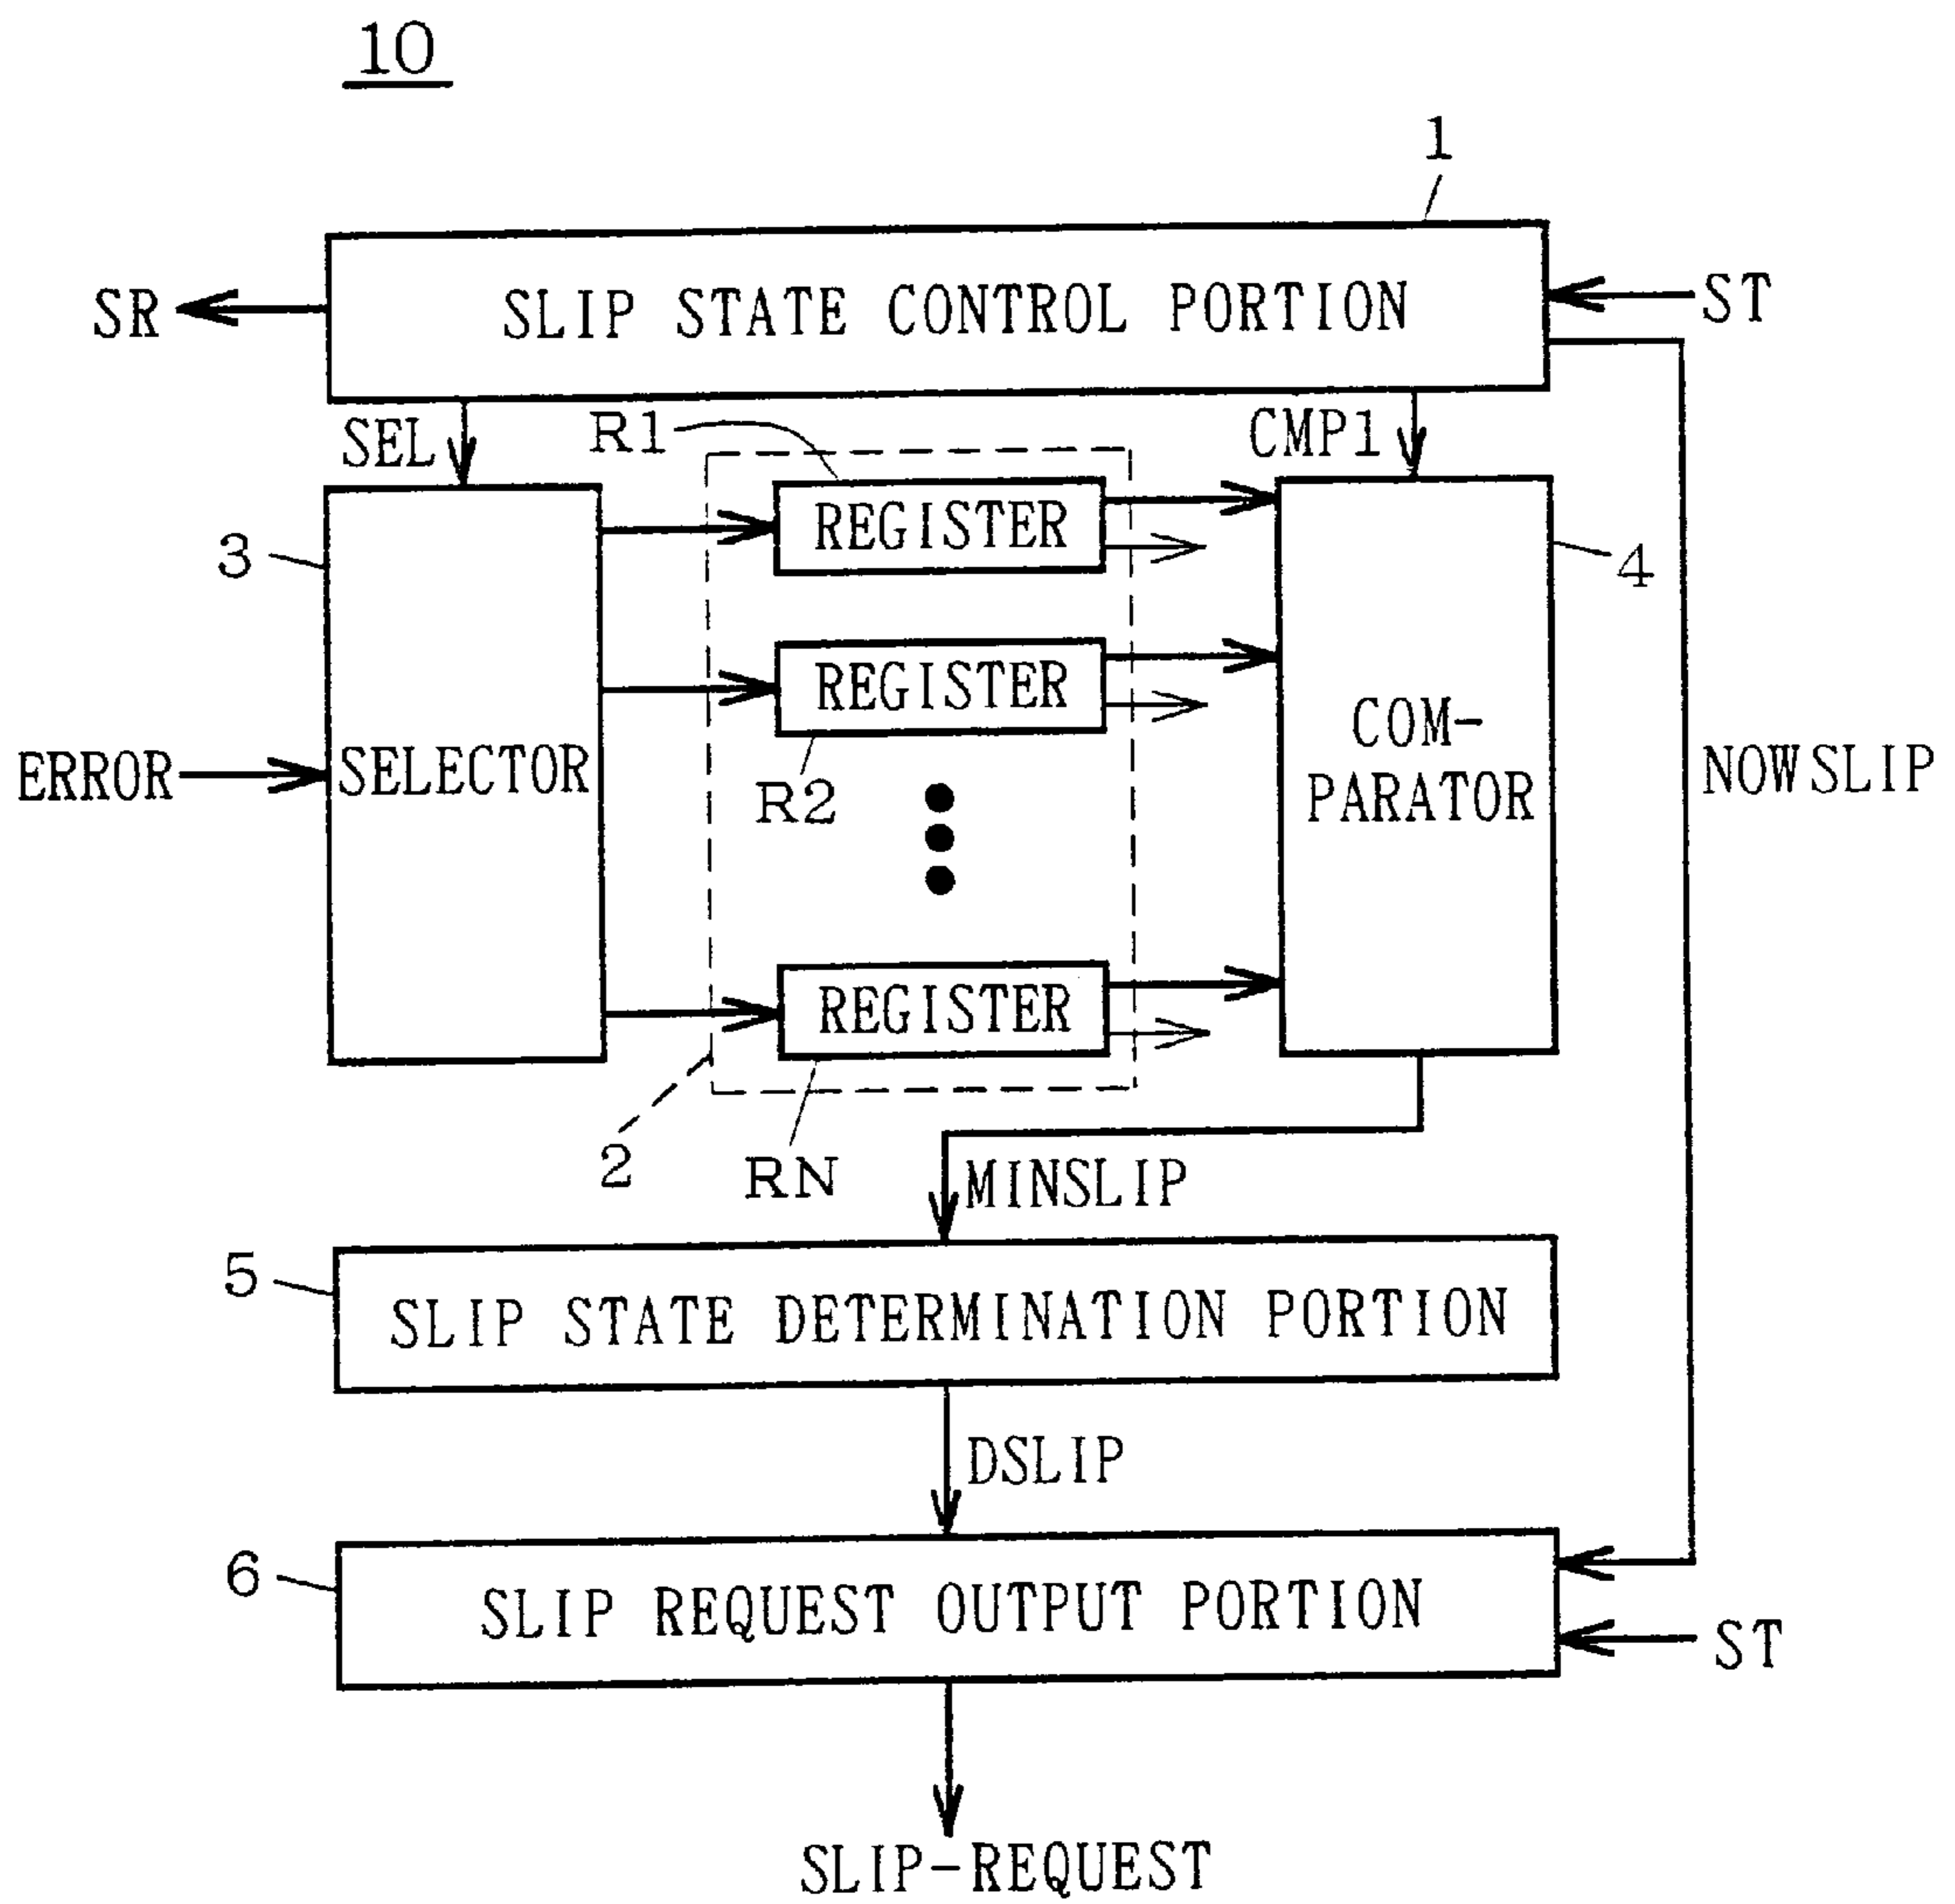 10
1
SR
SLIP STATE CONTROL PORTION
ST
SEL
R1
CMP1
3
REGISTER
4
REGISTER
ERROR
SELECTOR
R2
COM-
PARATOR
NOWSLIP
REGISTER
2
RN
MINSLIP
5
SLIP STATE DETERMINATION PORTION
DSLIP
6
SLIP REQUEST OUTPUT PORTION
ST
SLIP-REQUEST